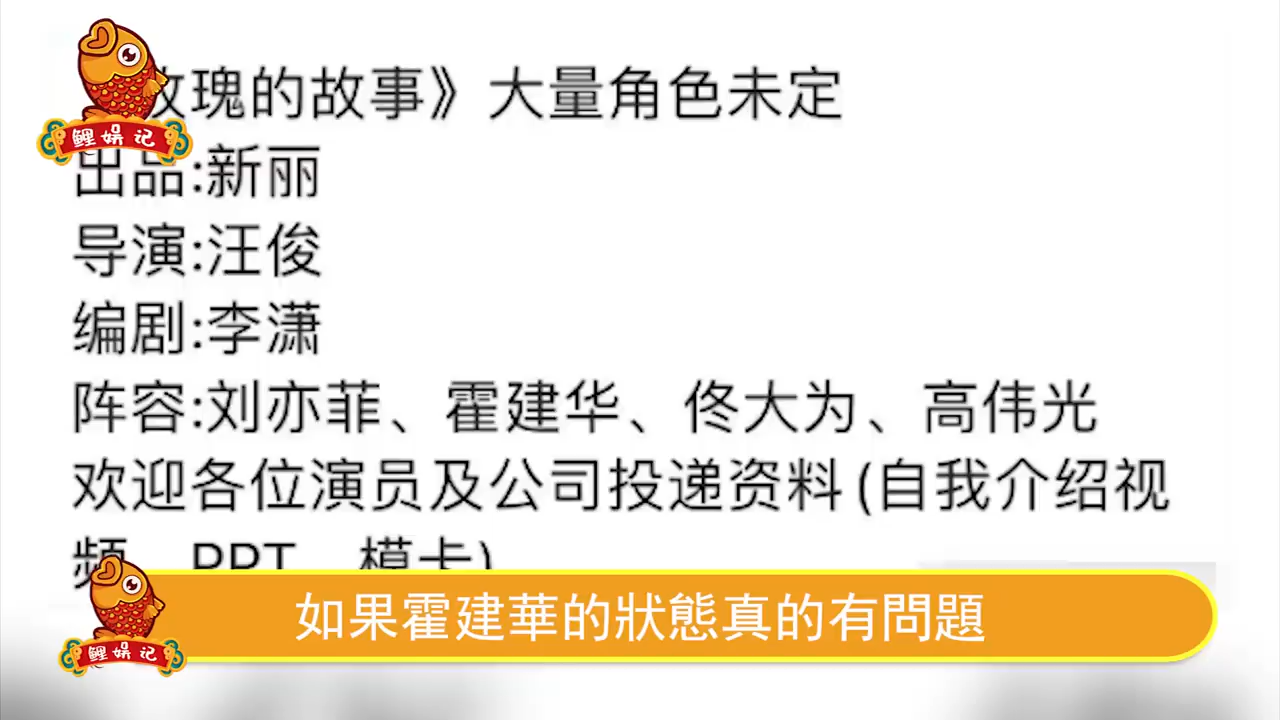 玫瑰的故事》大量角色未定
鲤娱记
出品:新丽
导演:汪俊
编剧:李潇
阵容:刘亦菲、霍建华、佟大为、高伟光
欢迎各位演员及公司投递资料(自我介绍视
频、PPT、模卡)
如果霍建華的狀態真的有問題
鲤娱记